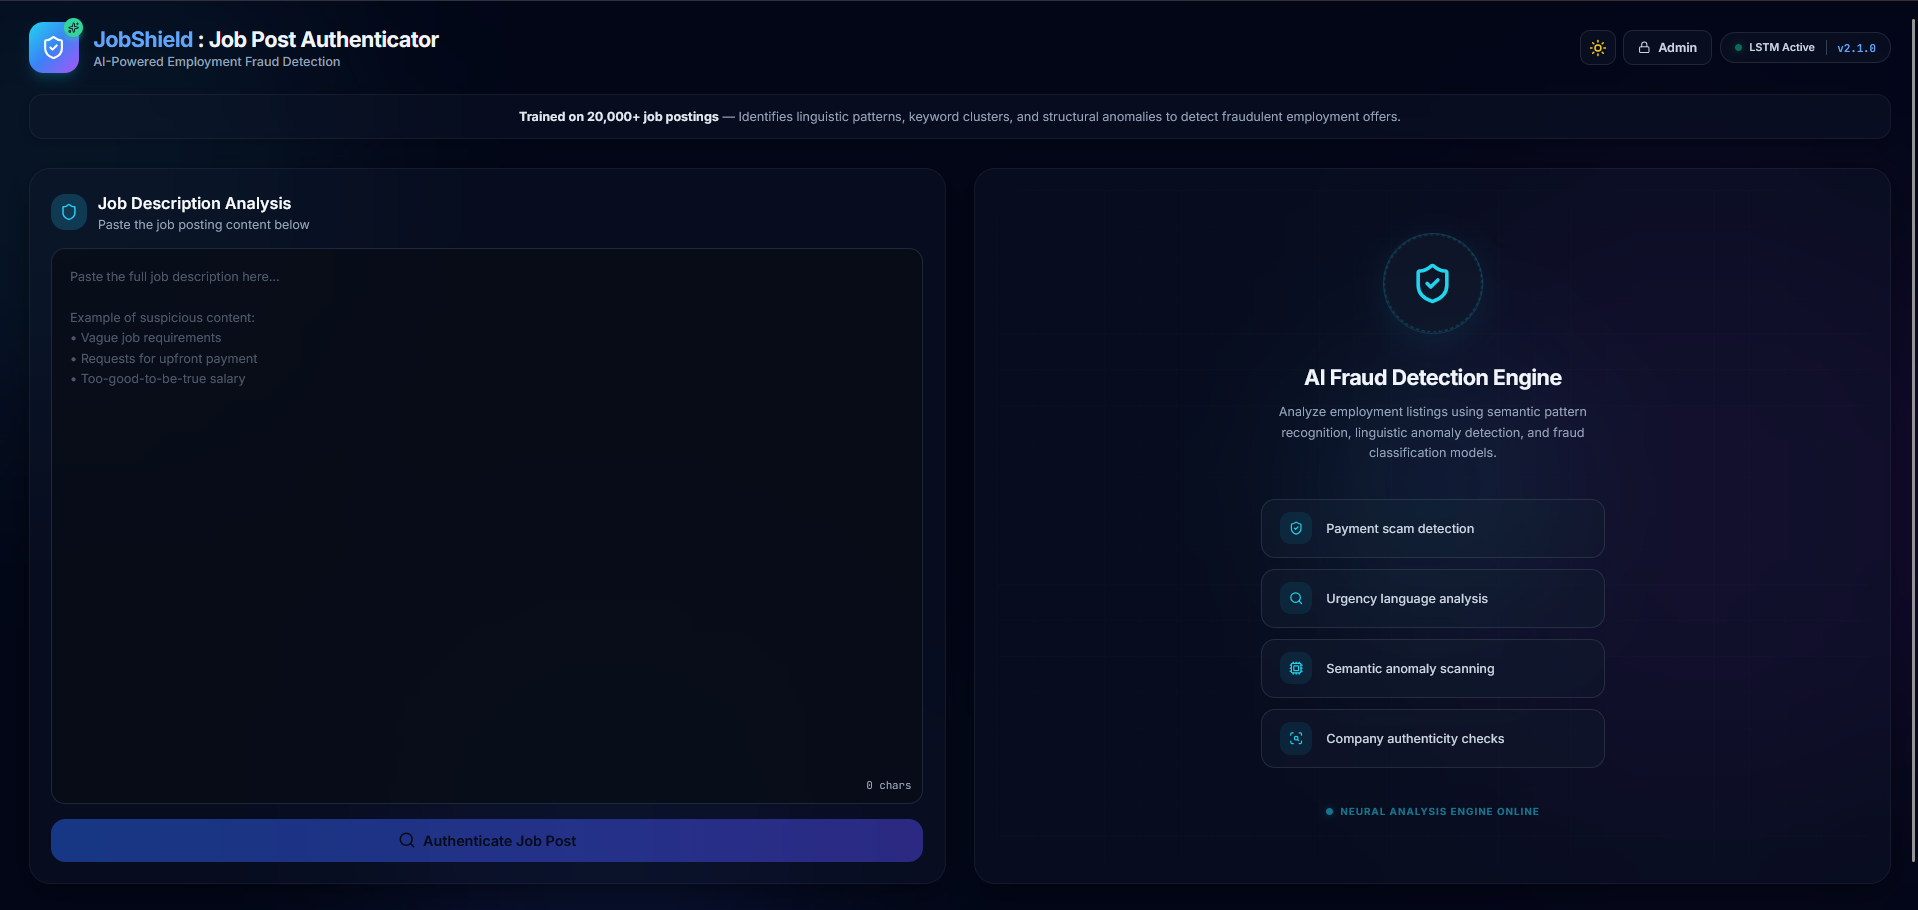 JobShield : Job Post Authenticator
AI-Powered Employment Fraud Detection
Admin
LSTM Active
v2.1.0
Trained on 20,000+ job postings — Identifies linguistic patterns, keyword clusters, and structural anomalies to detect fraudulent employment offers.
Job Description Analysis
Paste the job posting content below
Paste the full job description here...
Example of suspicious content:
• Vague job requirements
• Requests for upfront payment
• Too-good-to-be-true salary
0 chars
Authenticate Job Post
AI Fraud Detection Engine
Analyze employment listings using semantic pattern
recognition, linguistic anomaly detection, and fraud
classification models.
Payment scam detection
Urgency language analysis
Semantic anomaly scanning
Company authenticity checks
NEURAL ANALYSIS ENGINE ONLINE